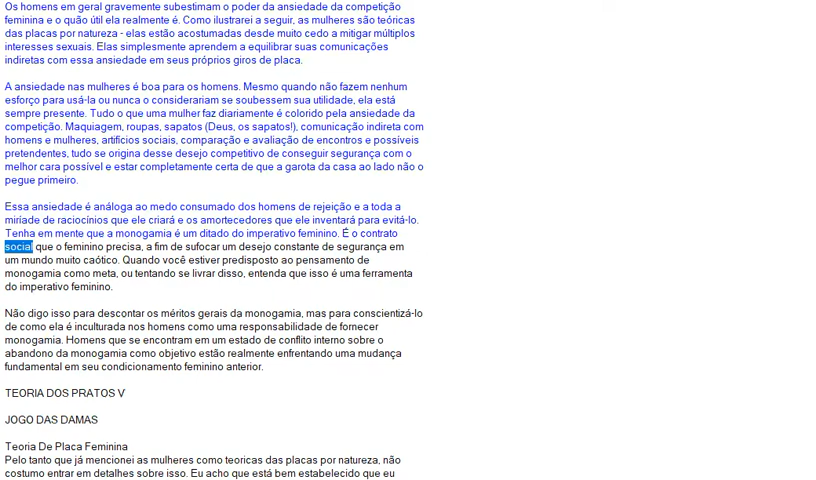 Os homens em geral gravemente subestimam o poder da ansiedade da competição
feminina e o quão útil ela realmente é. Como ilustrarei a seguir, as mulheres são teóricas
das placas por natureza - elas estão acostumadas desde muito cedo a mitigar múltiplos
interesses sexuais. Elas simplesmente aprendem a equilibrar suas comunicações
indiretas com essa ansiedade em seus próprios giros de placa.
A ansiedade nas mulheres é boa para os homens. Mesmo quando não fazem nenhum
esforço para usá-la ou nunca o considerariam se soubessem sua utilidade, ela está
sempre presente. Tudo o que uma mulher faz diariamente é colorido pela ansiedade da
competição. Maquiagem, roupas, sapatos (Deus, os sapatos!), comunicação indireta com
homens e mulheres, artifícios sociais, comparação e avaliação de encontros e possíveis
pretendentes, tudo se origina desse desejo competitivo de conseguir segurança com o
melhor cara possível e estar completamente certa de que a garota da casa ao lado não o
pegue primeiro.
Essa ansiedade é análoga ao medo consumado dos homens de rejeição e a toda a
miríade de raciocínios que ele criará e os amortecedores que ele inventará para evitá-lo.
Tenha em mente que a monogamia é um ditado do imperativo feminino. É o contrato
social que o feminino precisa, a fim de sufocar um desejo constante de segurança em
um mundo muito caótico. Quando você estiver predisposto ao pensamento de
monogamia como meta, ou tentando se livrar disso, entenda que isso é uma ferramenta
do imperativo feminino.
Não digo isso para descontar os méritos gerais da monogamia, mas para conscientizá-lo
de como ela é inculturada nos homens como uma responsabilidade de fornecer
monogamia. Homens que se encontram em um estado de conflito interno sobre o
abandono da monogamia como objetivo estão realmente enfrentando uma mudança
fundamental em seu condicionamento feminino anterior.
TEORIA DOS PRATOS V
JOGO DAS DAMAS
Teoria De Placa Feminina
Pelo tanto que já mencionei as mulheres como teoricas das placas por natureza, não
costumo entrar em detalhes sobre isso. Eu acho que está bem estabelecido que eu